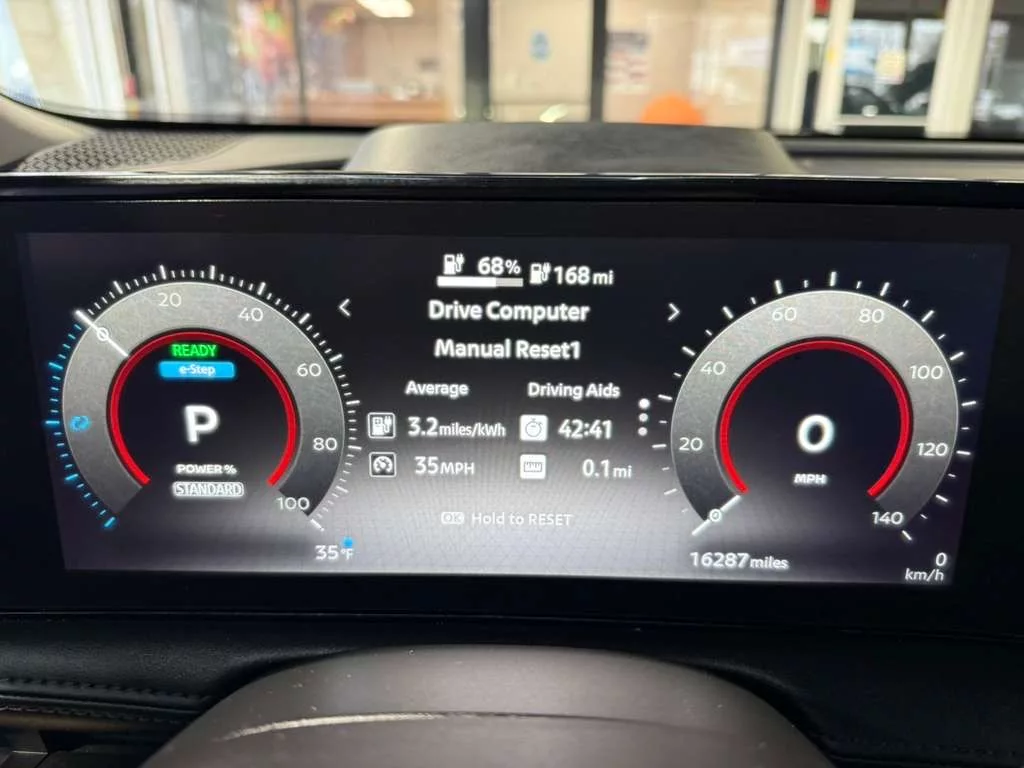 68% 168 mi
Drive Computer
Manual Reset1
Average Driving Aids
3.2 miles/kWh 42:41
35 MPH 0.1 mi
OK Hold to RESET
0 20 40 60 80 100
READY
e-Step
P
POWER %
STANDARD
35°F
0 20 40 60 80 100 120 140
0
MPH
16287 miles
0
km/h